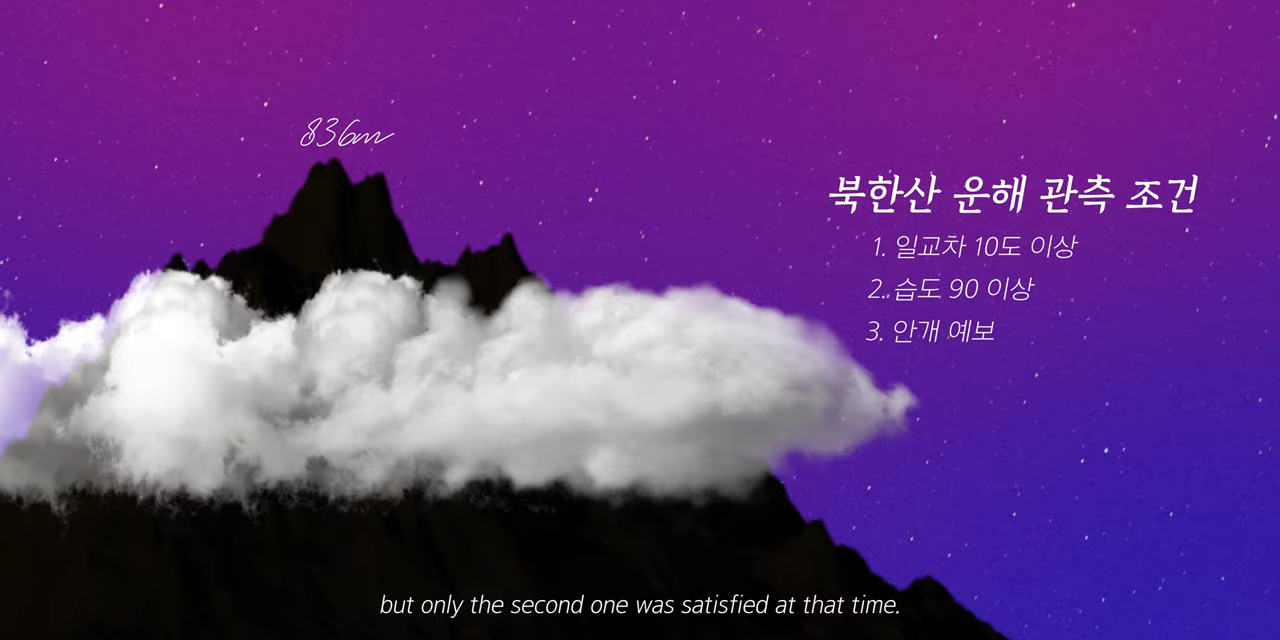 836m
북한산 운해 관측 조건
1. 일교차 10도 이상
2. 습도 90 이상
3. 안개 예보
but only the second one was satisfied at that time.